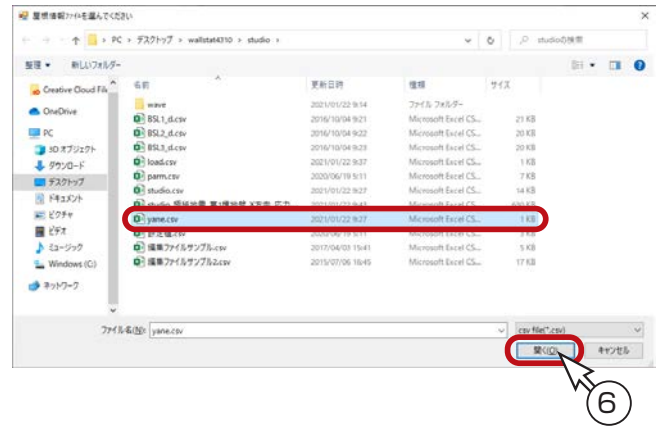 屋根情報ファイルを選んでください
PC › デスクトップ › wallstat4310 › studio ›
studioの検索
整理
新しいフォルダー
名前 更新日時 種類 サイズ
Creative Cloud File
OneDrive
PC
3D オブジェクト
ダウンロード
デスクトップ
ドキュメント
ピクチャ
ビデオ
ミュージック
Windows (C:)
ネットワーク
wave 2021/01/22 9:14 ファイル フォルダー
BSL1_d.csv 2016/10/04 9:21 Microsoft Excel CS... 21 KB
BSL2_d.csv 2016/10/04 9:22 Microsoft Excel CS... 20 KB
BSL3_d.csv 2016/10/04 9:23 Microsoft Excel CS... 20 KB
load.csv 2021/01/22 9:37 Microsoft Excel CS... 1 KB
parm.csv 2020/06/19 5:11 Microsoft Excel CS... 7 KB
studio.csv 2021/01/22 9:27 Microsoft Excel CS... 14 KB
yane.csv 2021/01/22 9:27 Microsoft Excel CS... 1 KB
編集ファイルサンプル.csv 2017/04/03 15:41 Microsoft Excel CS... 5 KB
編集ファイルサンプル2.csv 2015/07/06 16:45 Microsoft Excel CS... 17 KB
ファイル名(N): yane.csv
csv file(*.csv)
開く(O)
キャンセル
6